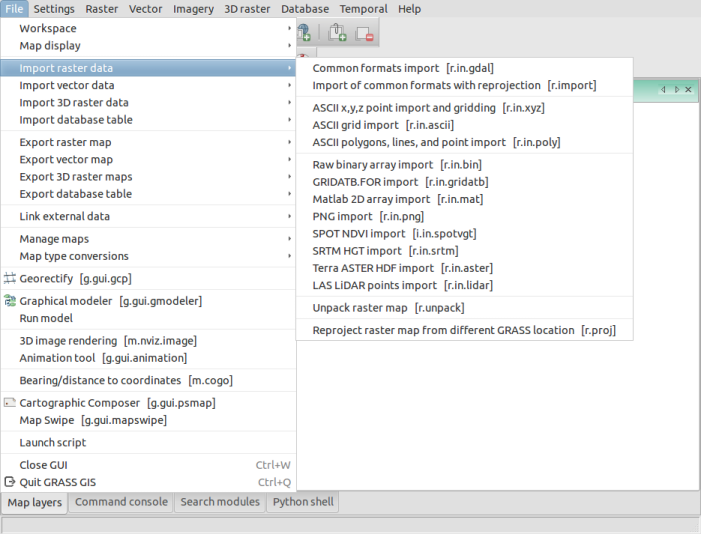 File Settings Raster Vector Imagery 3D raster Database Temporal Help
Workspace
Map display
Import raster data
Import vector data
Import 3D raster data
Import database table
Export raster map
Export vector map
Export 3D raster maps
Export database table
Link external data
Manage maps
Map type conversions
Georectify [g.gui.gcp]
Graphical modeler [g.gui.gmodeler]
Run model
3D image rendering [m.nviz.image]
Animation tool [g.gui.animation]
Bearing/distance to coordinates [m.cogo]
Cartographic Composer [g.gui.psmap]
Map Swipe [g.gui.mapswipe]
Launch script
Close GUI Ctrl+W
Quit GRASS GIS Ctrl+Q
Common formats import [r.in.gdal]
Import of common formats with reprojection [r.import]
ASCII x,y,z point import and gridding [r.in.xyz]
ASCII grid import [r.in.ascii]
ASCII polygons, lines, and point import [r.in.poly]
Raw binary array import [r.in.bin]
GRIDATB.FOR import [r.in.gridatb]
Matlab 2D array import [r.in.mat]
PNG import [r.in.png]
SPOT NDVI import [i.in.spotvgt]
SRTM HGT import [r.in.srtm]
Terra ASTER HDF import [r.in.aster]
LAS LiDAR points import [r.in.lidar]
Unpack raster map [r.unpack]
Reproject raster map from different GRASS location [r.proj]
Map layers Command console Search modules Python shell